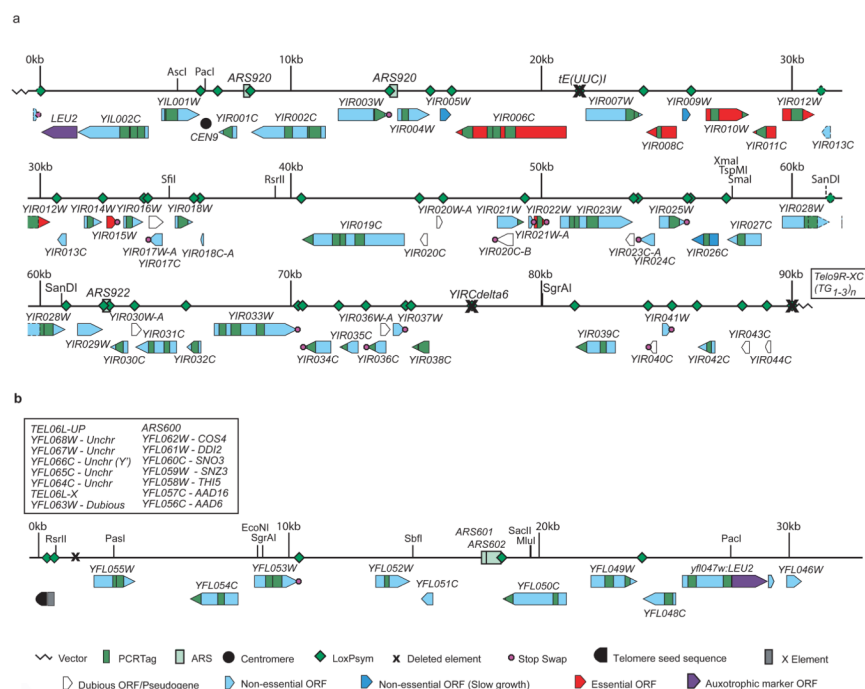 a
0kb 10kb 20kb 30kb
AscI PacI ARS920 ARS920 tE(UUC)I
YIL001W YIR003W YIR005W YIR007W YIR009W YIR012W
LEU2 YIL002C CEN9 YIR001C YIR002C YIR004W YIR006C YIR008C YIR010W YIR011C YIR013C
30kb 40kb 50kb 60kb
SfiI RsrII XmaI TspMI SmaI SanDI
YIR012W YIR014W YIR016W YIR018W YIR020W-A YIR021W YIR022W YIR023W YIR025W YIR028W
YIR013C YIR015W YIR017W-A YIR017C YIR018C-A YIR019C YIR020C YIR020C-B YIR021W-A YIR023C-A YIR024C YIR026C YIR027C
60kb 70kb 80kb 90kb
SanDI ARS922 YIRCdelta6 SgrAI Telo9R-XC
(TG1-3)n
YIR028W YIR030W-A YIR033W YIR036W-A YIR037W YIR041W
YIR029W YIR030C YIR031C YIR032C YIR034C YIR035C YIR036C YIR038C YIR039C YIR040C YIR042C YIR043C YIR044C
b
TEL06L-UP ARS600
YFL068W - Unchr YFL062W - COS4
YFL067W - Unchr YFL061W - DDI2
YFL066C - Unchr (Y') YFL060C - SNO3
YFL065C - Unchr YFL059W - SNZ3
YFL064C - Unchr YFL058W - THI5
TEL06L-X YFL057C - AAD16
YFL063W - Dubious YFL056C - AAD6
0kb 10kb 20kb 30kb
RsrII PasI EcoNI SgrAI SbfI ARS601 ARS602 SacII MluI PacI
YFL055W YFL053W YFL052W YFL049W yfl047w:LEU2 YFL046W
YFL054C YFL051C YFL050C YFL048C
Vector PCRTag ARS Centromere LoxPsym Deleted element Stop Swap Telomere seed sequence X Element
Dubious ORF/Pseudogene Non-essential ORF Non-essential ORF (Slow growth) Essential ORF Auxotrophic marker ORF